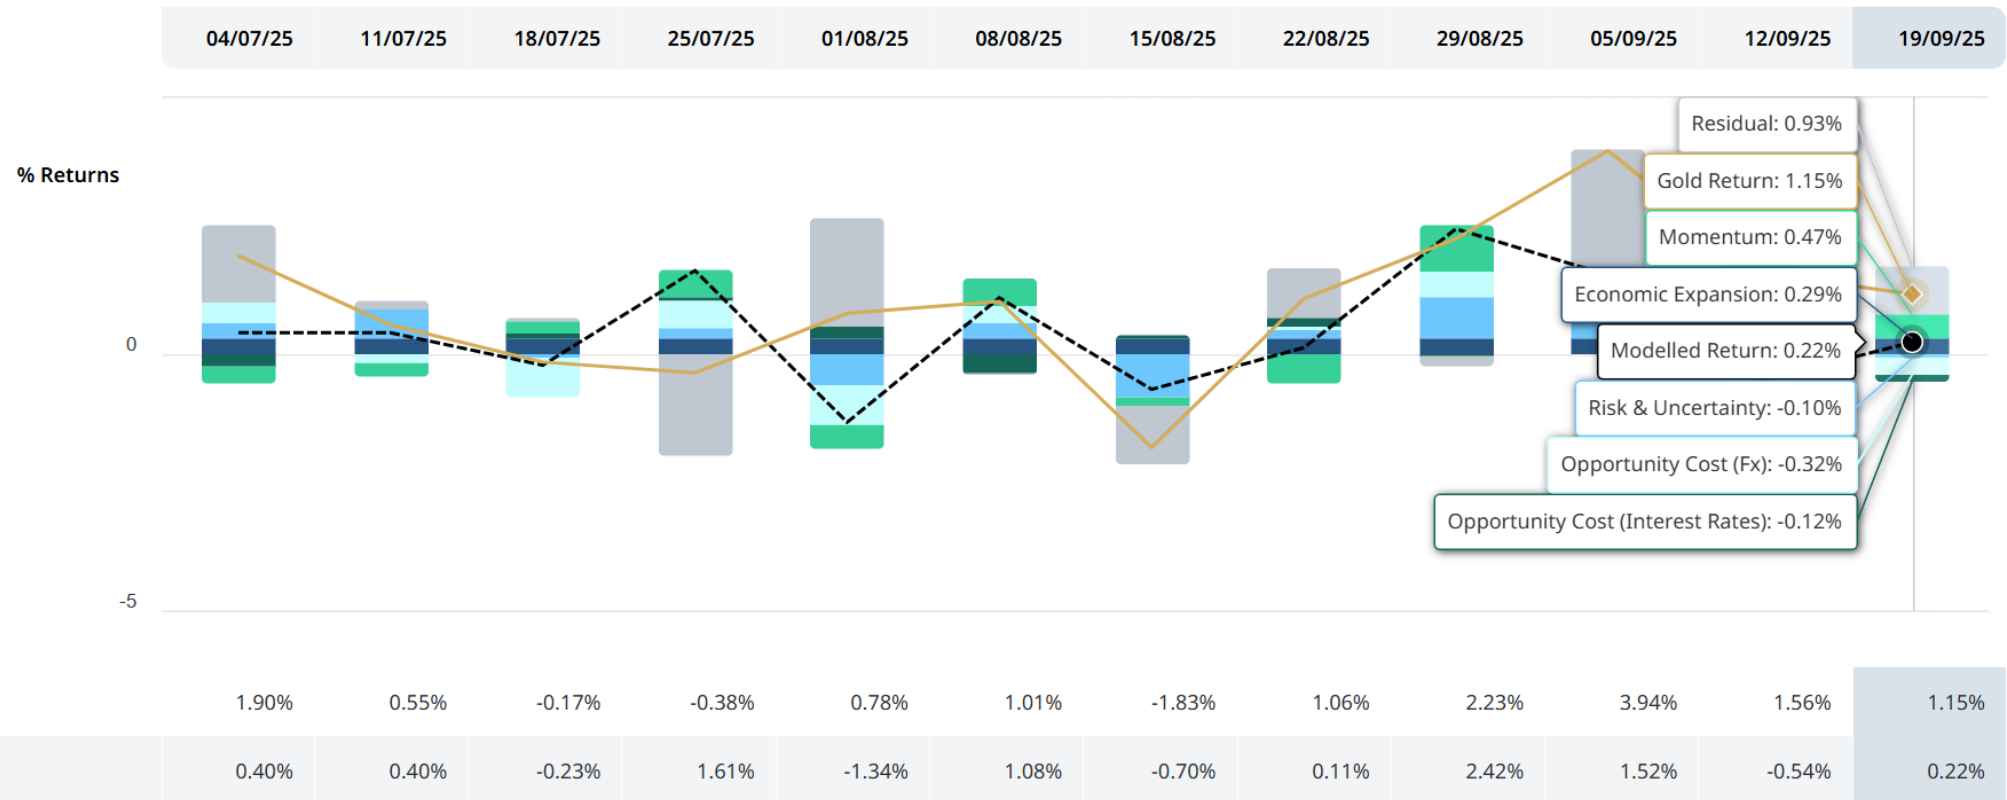 04/07/25 11/07/25 18/07/25 25/07/25 01/08/25 08/08/25 15/08/25 22/08/25 29/08/25 05/09/25 12/09/25 19/09/25
Residual: 0.93%
% Returns
Gold Return: 1.15%
Momentum: 0.47%
Economic Expansion: 0.29%
0
Modelled Return: 0.22%
Risk & Uncertainty: -0.10%
Opportunity Cost (Fx): -0.32%
Opportunity Cost (Interest Rates): -0.12%
-5
1.90% 0.55% -0.17% -0.38% 0.78% 1.01% -1.83% 1.06% 2.23% 3.94% 1.56% 1.15%
0.40% 0.40% -0.23% 1.61% -1.34% 1.08% -0.70% 0.11% 2.42% 1.52% -0.54% 0.22%